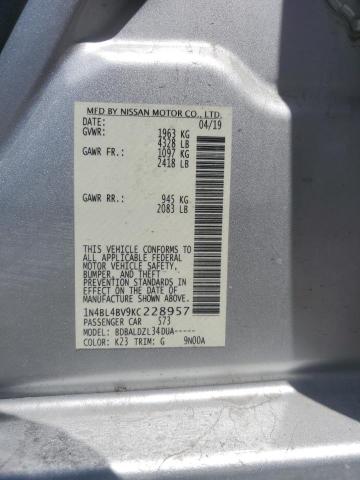 MFD BY NISSAN MOTOR CO., LTD.
DATE: 04/19
GVWR: 1963 KG
4328 LB
GAWR FR.: 1097 KG
2418 LB
GAWR RR.: 945 KG
2083 LB
THIS VEHICLE CONFORMS TO
ALL APPLICABLE FEDERAL
MOTOR VEHICLE SAFETY,
BUMPER, AND THEFT
PREVENTION STANDARDS
IN EFFECT ON THE DATE OF
MANUFACTURE SHOWN ABOVE.
1N4BL4BV9KC228957
PASSENGER CAR 573
MODEL: BDBALDZL34DUA-----
COLOR: K23 TRIM: G 9N00A